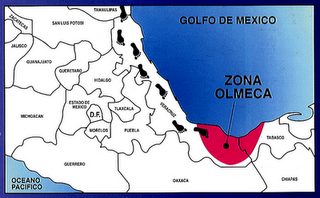 TAMAULIPAS
ZACATECAS
SAN LUIS POTOSI
GOLFO DE MEXICO
JALISCO
GUANAJUATO
QUERETARO
HIDALGO
ZONA
OLMECA
MICHOACAN
ESTADO DE
MEXICO
D.F.
TLAXCALA
VERACRUZ
MORELOS
PUEBLA
TABASCO
GUERRERO
OCEANO
PACIFICO
OAXACA
CHIAPAS